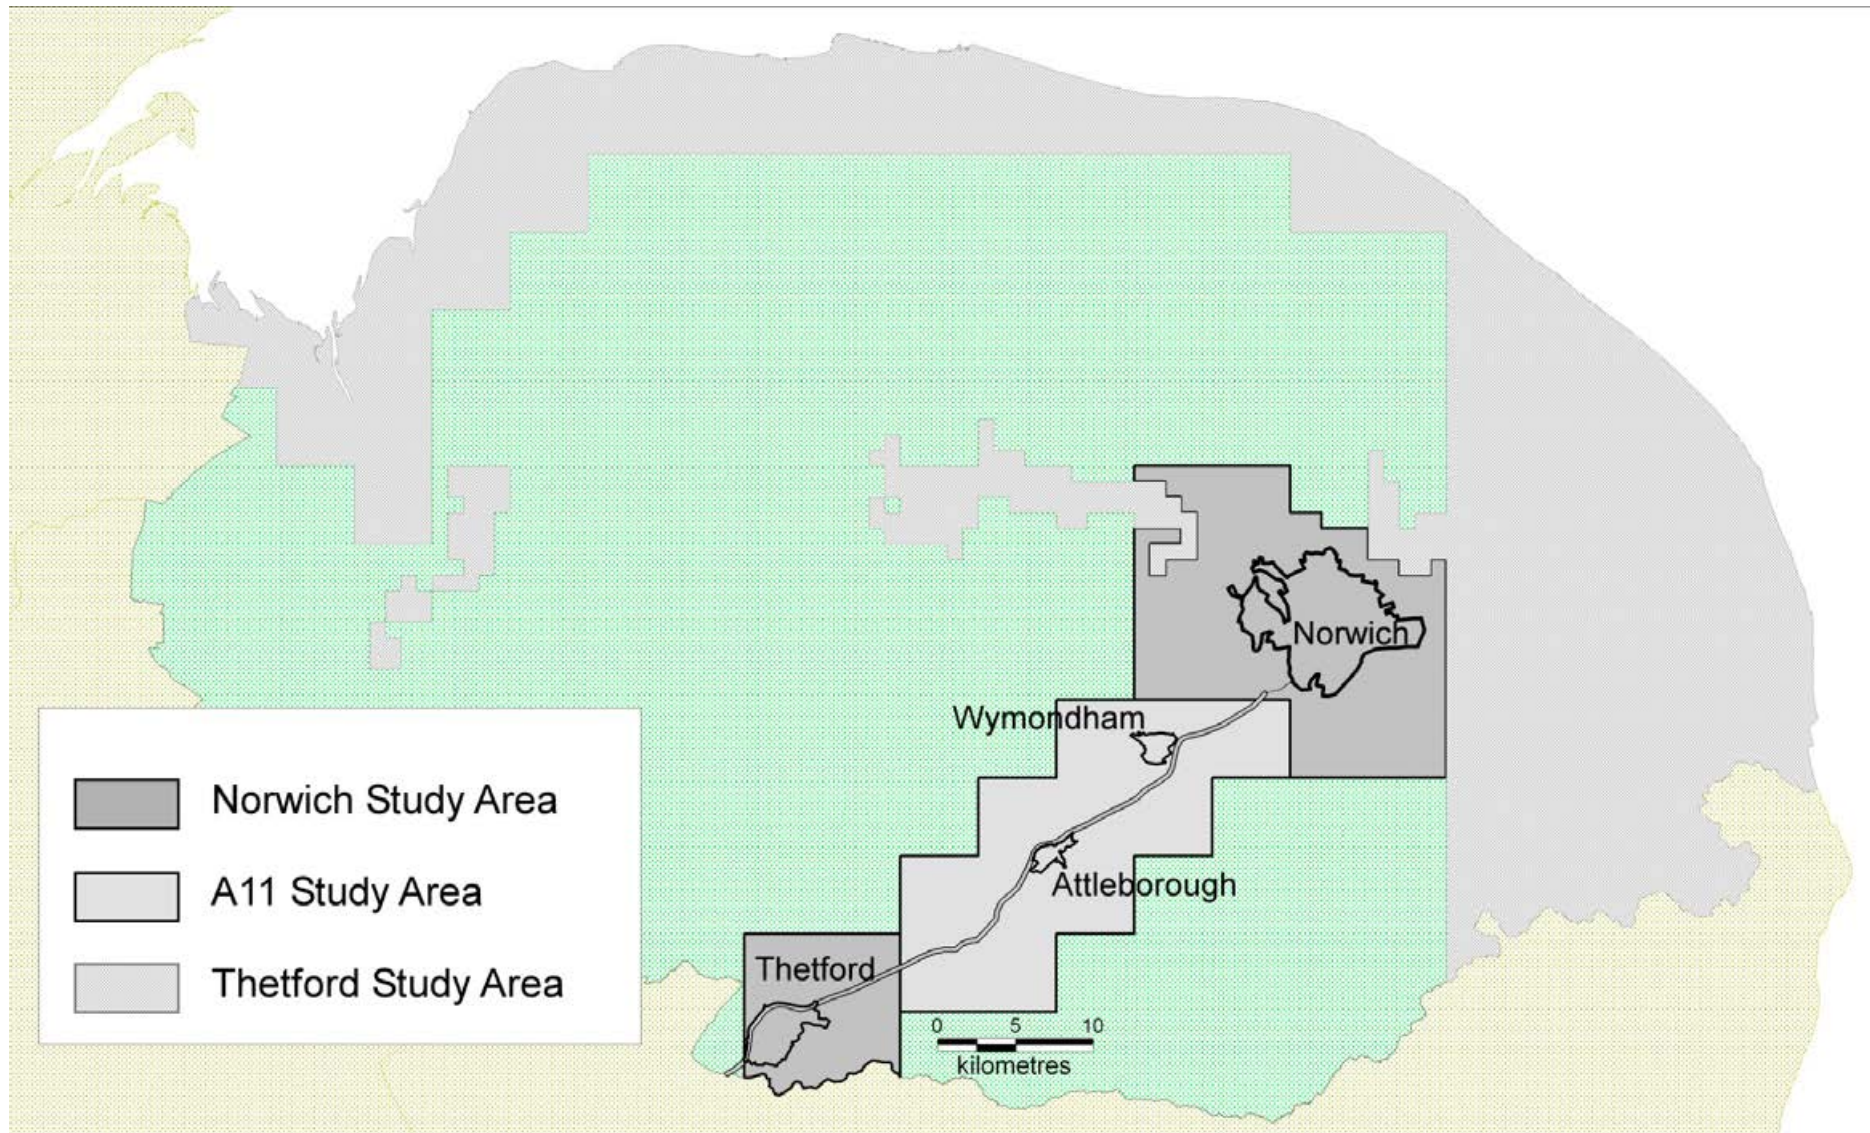 Norwich
Wymondham
Attleborough
Thetford
0 5 10
kilometres
Norwich Study Area
A11 Study Area
Thetford Study Area